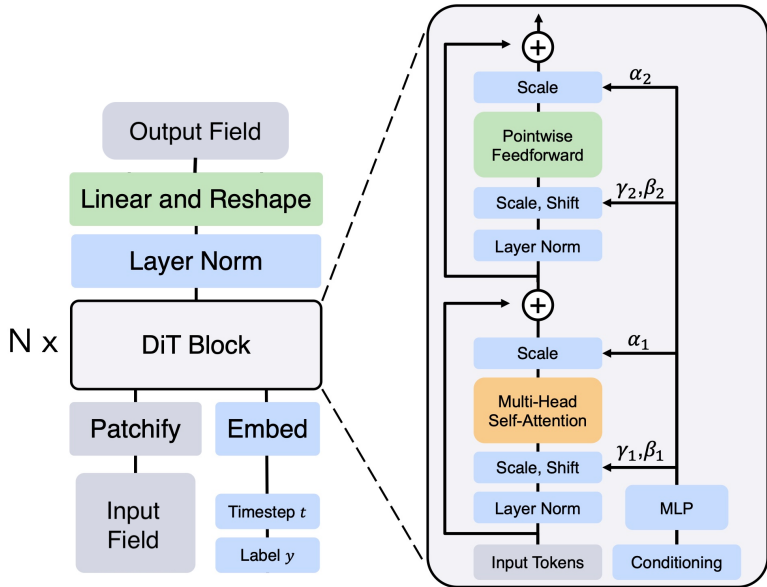 Output Field
Linear and Reshape
Layer Norm
N x
DiT Block
Patchify
Embed
Input
Field
Timestep t
Label y
+
Scale
α₂
Pointwise
Feedforward
Scale, Shift
γ₂,β₂
Layer Norm
+
Scale
α₁
Multi-Head
Self-Attention
Scale, Shift
γ₁,β₁
Layer Norm
MLP
Input Tokens
Conditioning